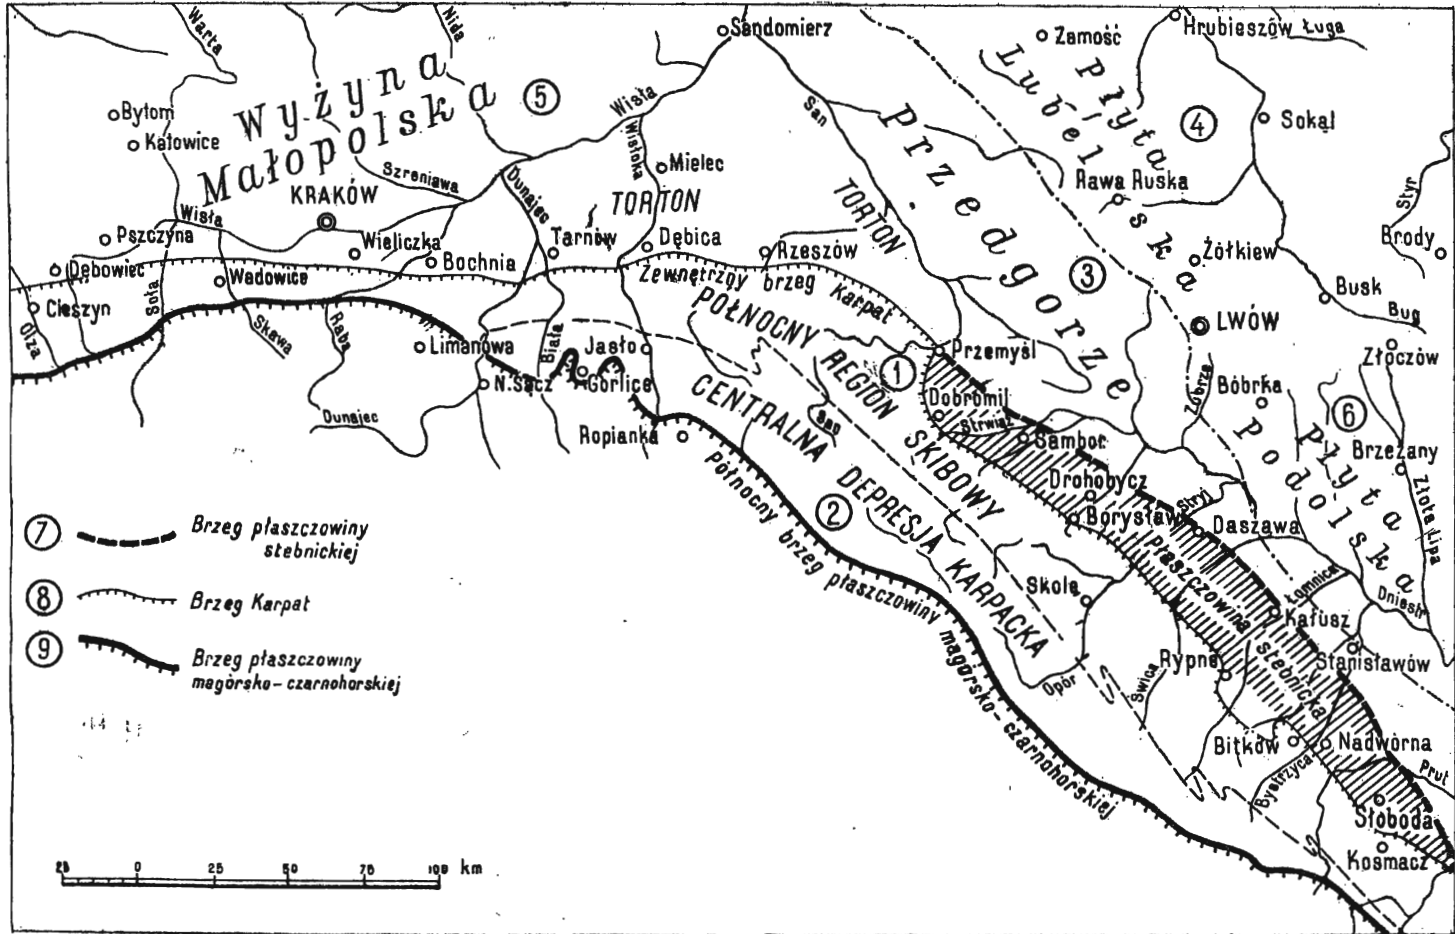 Warta
Nida
Sandomierz
Zamość
Hrubieszów
Ługa
Wyżyna
Małopolska
5
Płyta
Lubelska
4
Sokal
Bytom
Katowice
Wisła
San
Wisłoka
Mielec
Szreniawa
KRAKÓW
Dunajec
TORTON
TORTON
Przedgorze
Rawa Ruska
Styr
Brody
Wisła
Pszczyna
Wieliczka
Bochnia
Tarnów
Dębica
Rzeszów
3
Żółkiew
Busk
Bug
Dębowiec
Wadowice
Soła
Cieszyn
Olza
Skawa
Raba
Zewnętrzny brzeg Karpat
PÓŁNOCNY REGION SKIBOWY
LWÓW
Złoczów
Limanowa
Biała
Jasło
N. Sącz
Gorlice
Dunajec
Ropianka
Przemyśl
1
Dobromil
Strwiąż
Sambor
Bóbrka
6
Płyta
Podolska
Brzeżany
Złota Lipa
CENTRALNA DEPRESJA KARPACKA
San
2
Drohobycz
Borysław
Stryj
Daszawa
północny brzeg płaszczowiny magórsko-czarnohorskiej
Płaszczowina stebnicka
Skole
Opór
Świca
Łomnica
Dniestr
Kałusz
Stanisławów
Rypne
Bitków
Nadwórna
Bystrzyca
Prut
Słoboda
Kosmacz
7
Brzeg płaszczowiny
stebnickiej
8
Brzeg Karpat
9
Brzeg płaszczowiny
magórsko-czarnohorskiej
25 0 25 50 75 100 km